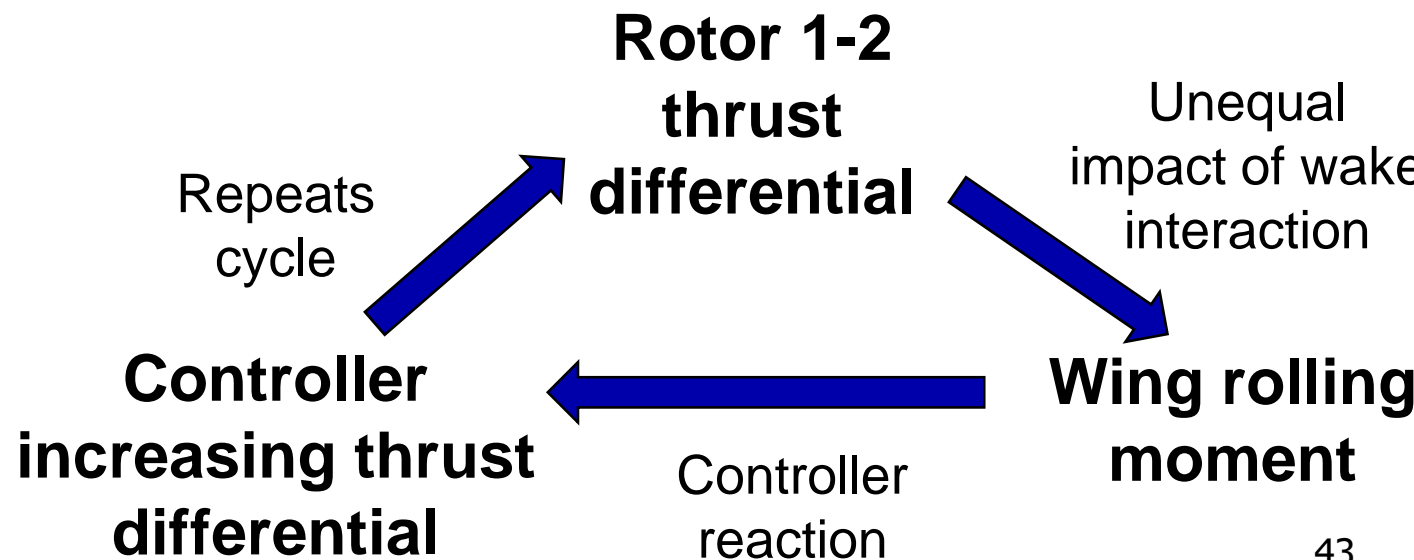 Rotor 1-2
thrust
differential
Unequal
impact of wake
interaction
Wing rolling
moment
Controller
reaction
Controller
increasing thrust
differential
Repeats
cycle
43